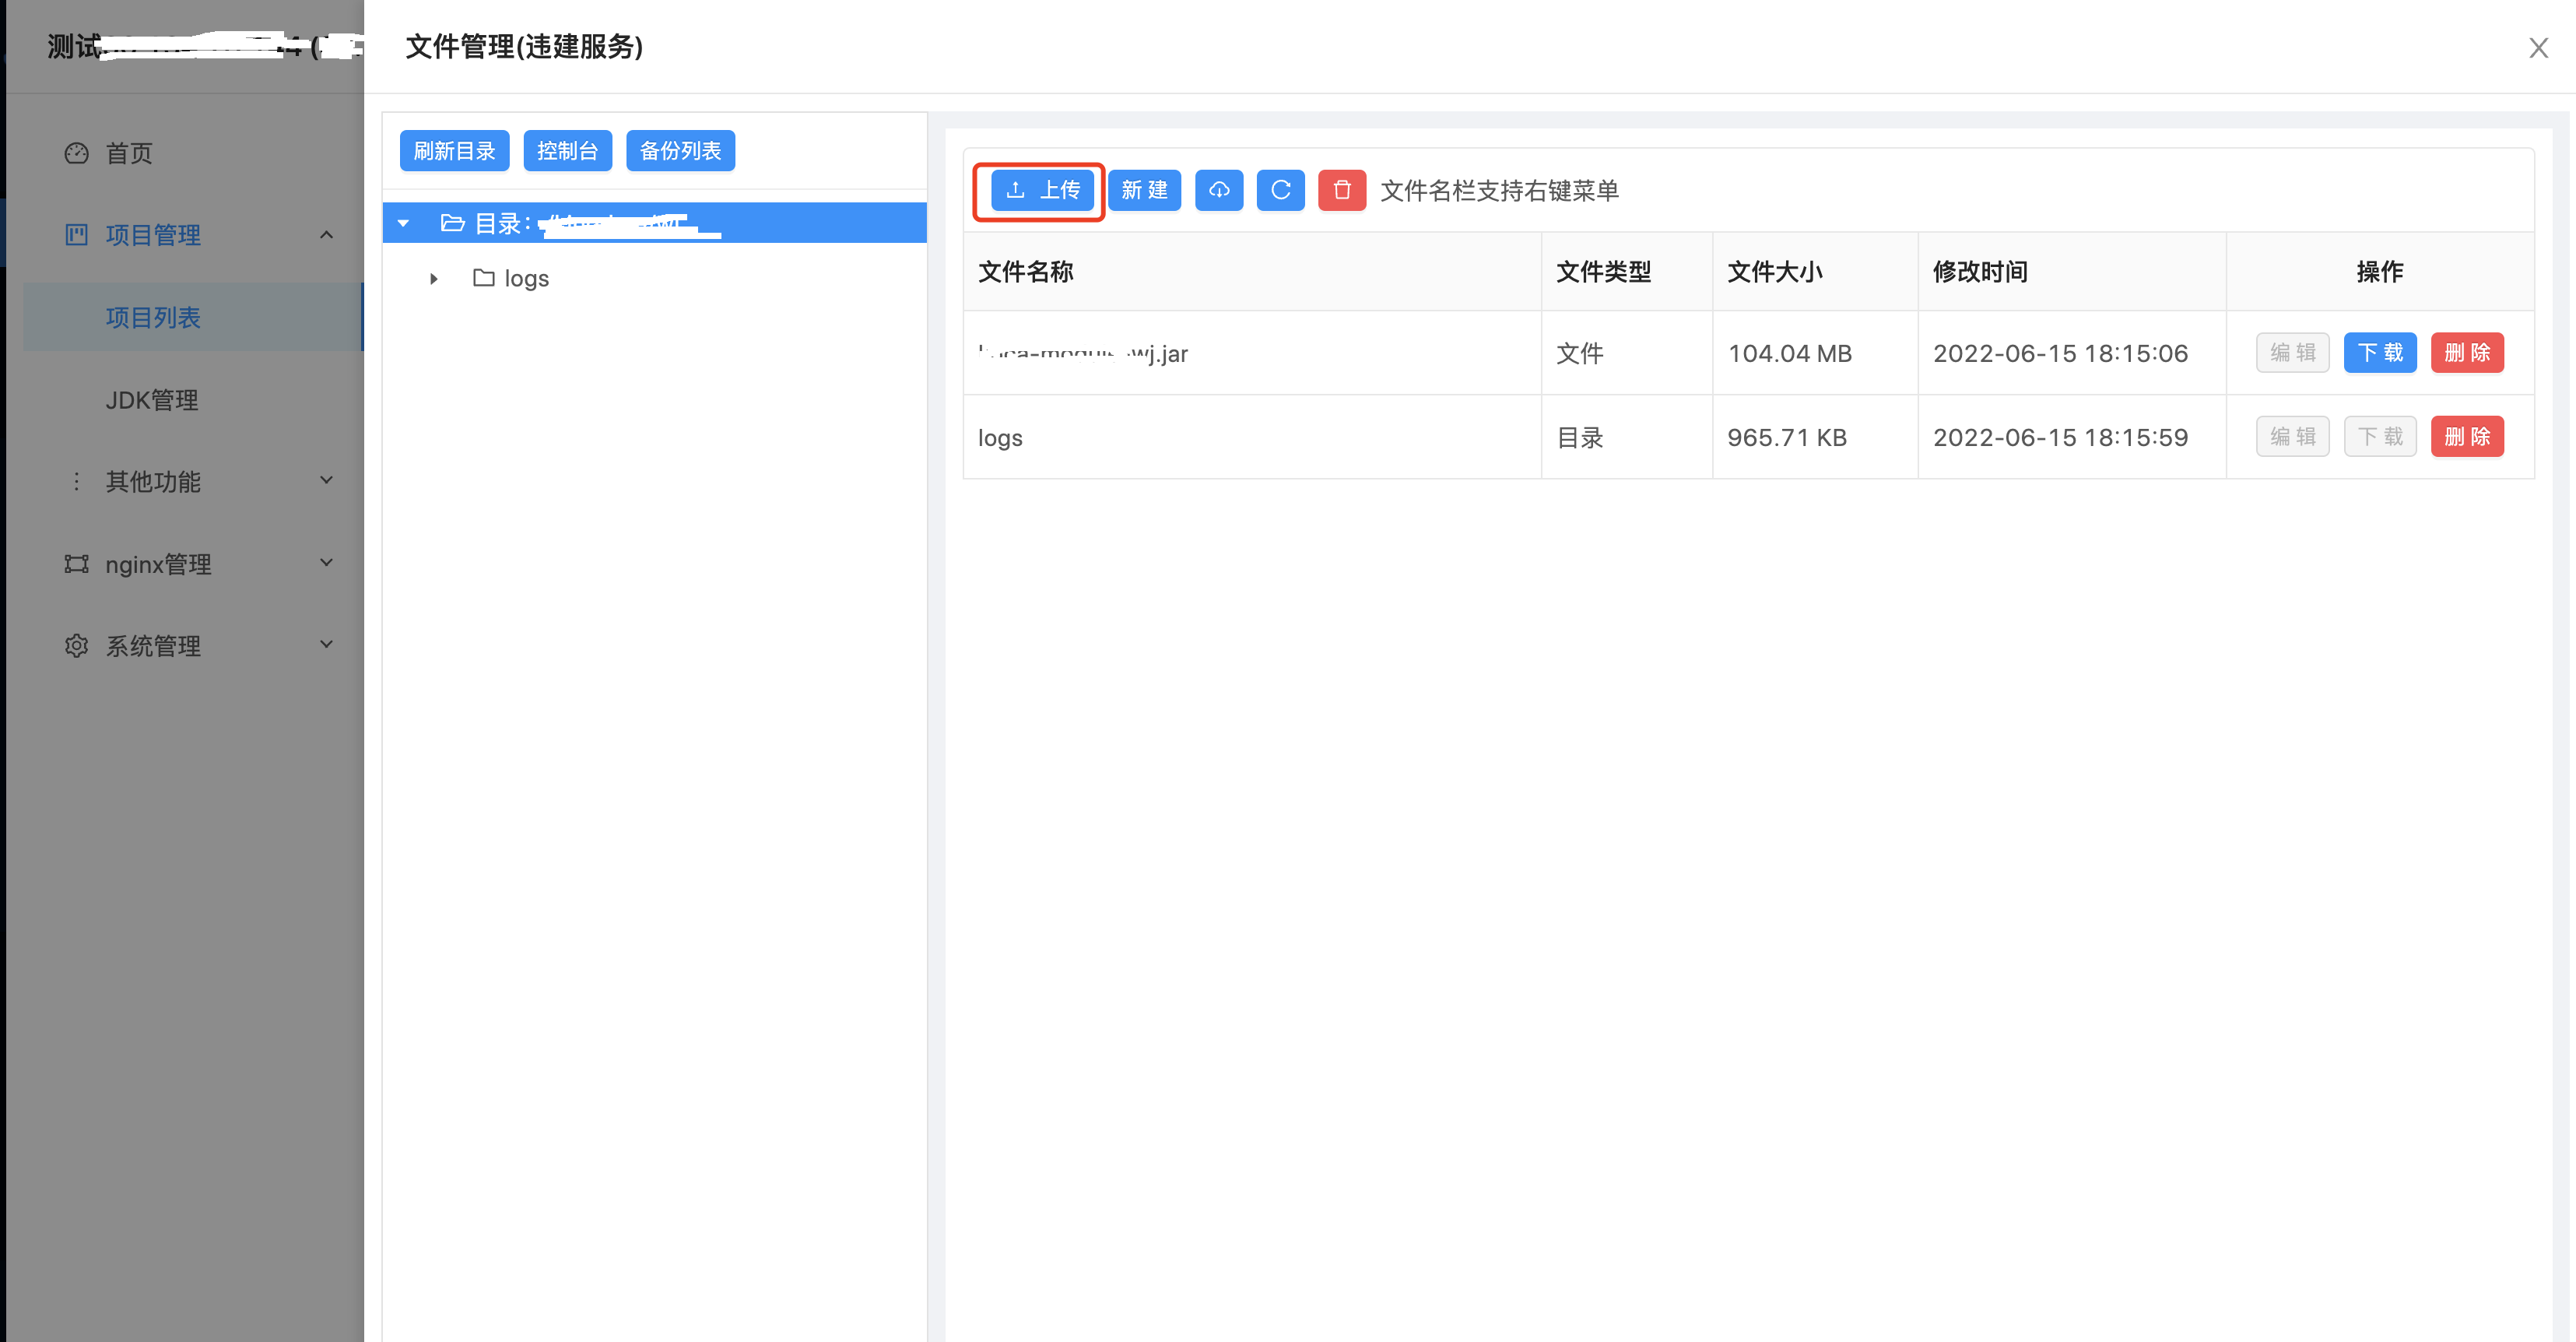 测试
文件管理(违建服务)
首页
项目管理
项目列表
JDK管理
其他功能
nginx管理
系统管理
刷新目录 控制台 备份列表
目录：
logs
上传 新建 文件名栏支持右键菜单
文件名称 文件类型 文件大小 修改时间 操作
wj.jar 文件 104.04 MB 2022-06-15 18:15:06 编辑 下载 删除
logs 目录 965.71 KB 2022-06-15 18:15:59 编辑 下载 删除